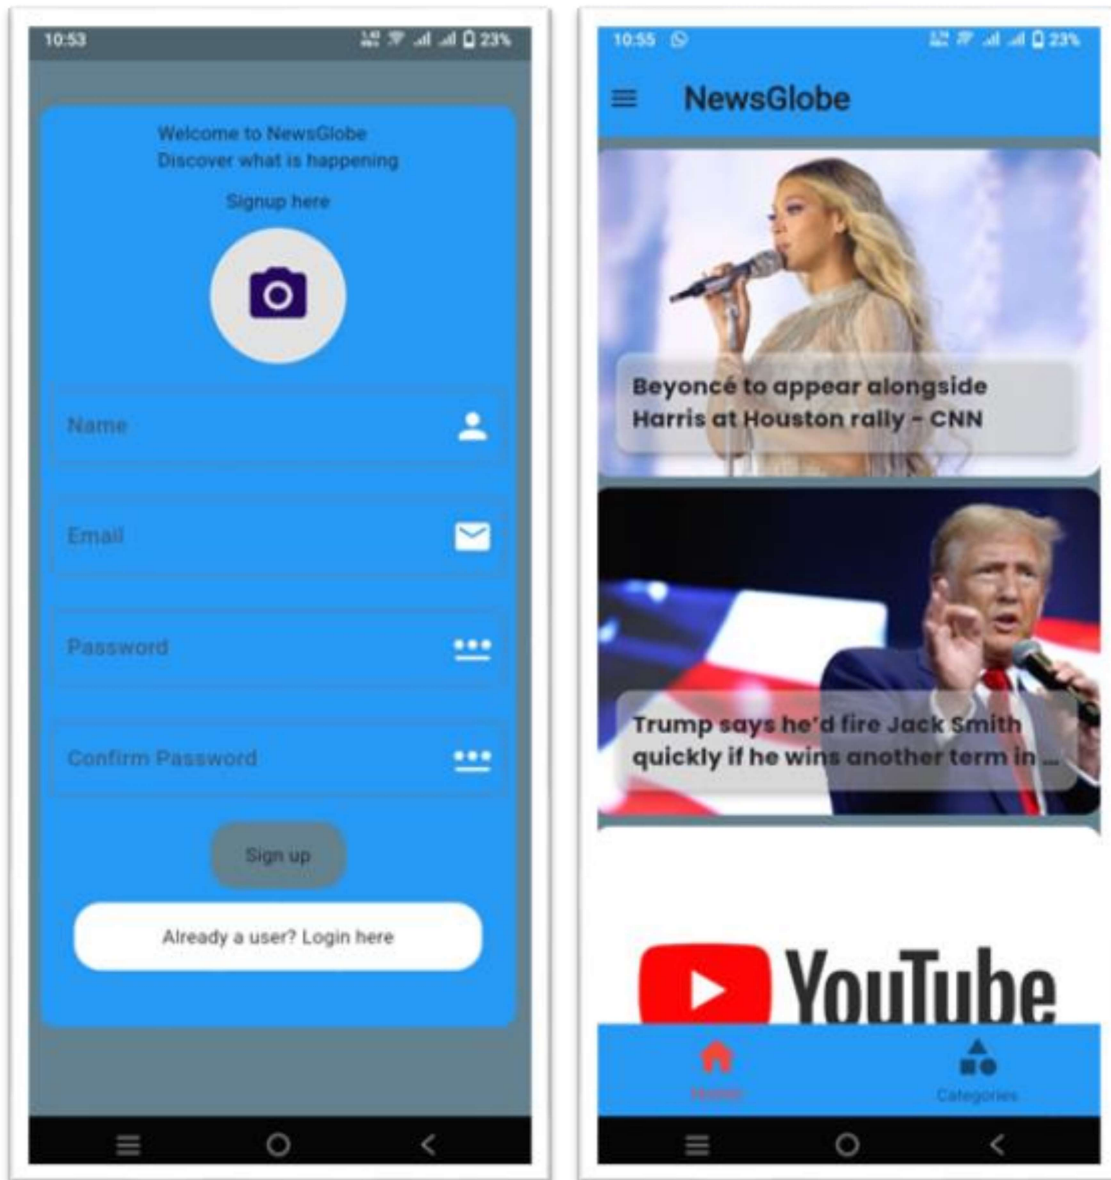 10:53
23%
Welcome to NewsGlobe
Discover what is happening
Signup here
Name
Email
Password
Confirm Password
Sign up
Already a user? Login here
10:55
23%
NewsGlobe
Beyoncé to appear alongside
Harris at Houston rally - CNN
Trump says he'd fire Jack Smith
quickly if he wins another term in ...
YouTube
Home
Categories